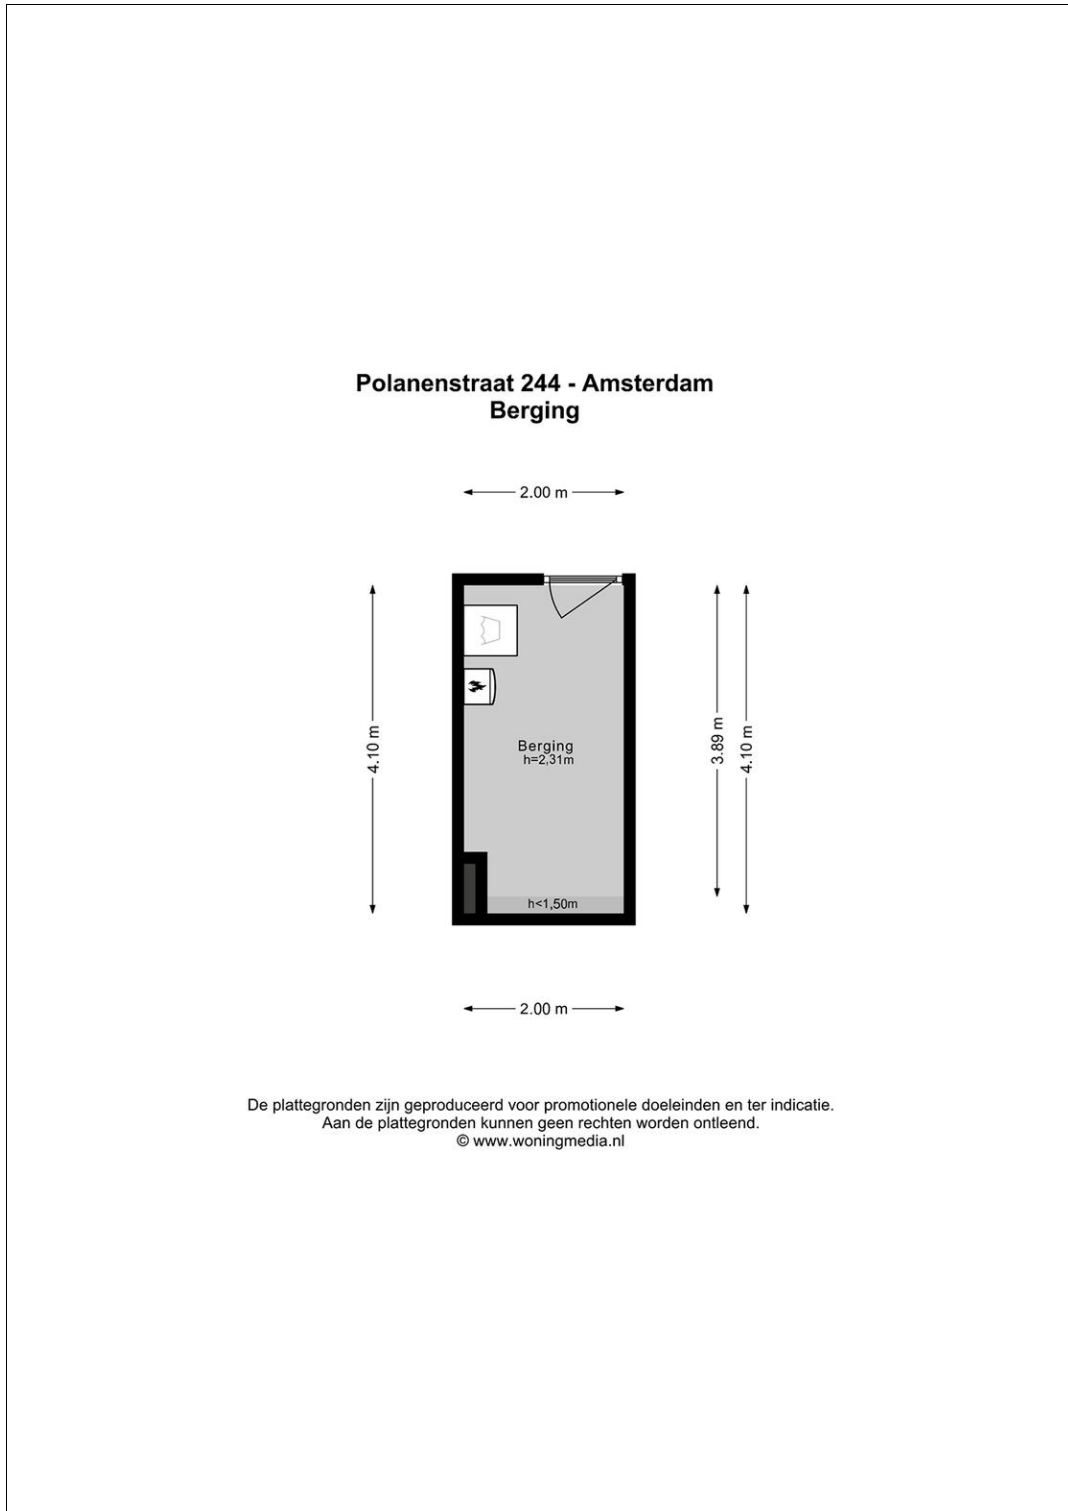 Polanenstraat 244 - Amsterdam
Berging
2.00 m
4.10 m
3.89 m
4.10 m
Berging
h=2,31m
h<1,50m
2.00 m
De plattegronden zijn geproduceerd voor promotionele doeleinden en ter indicatie.
Aan de plattegronden kunnen geen rechten worden ontleend.
© www.woningmedia.nl